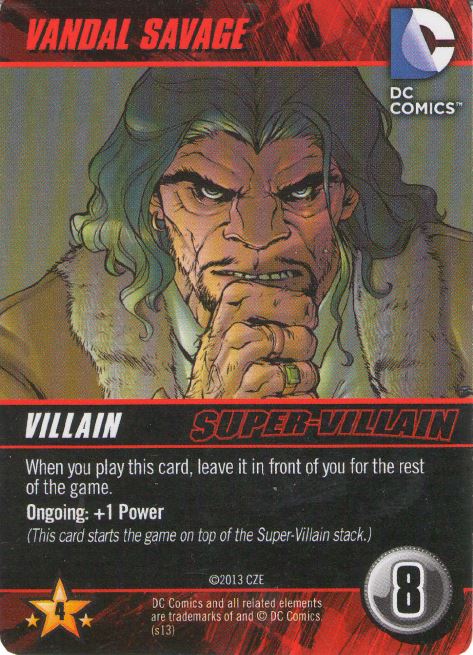 VANDAL SAVAGE
DC
DC
COMICS™
VILLAIN
SUPER-VILLAIN
When you play this card, leave it in front of you for the rest
of the game.
Ongoing: +1 Power
(This card starts the game on top of the Super-Villain stack.)
©2013 CZE
4
8
DC Comics and all related elements
are trademarks of and © DC Comics.
(s13)